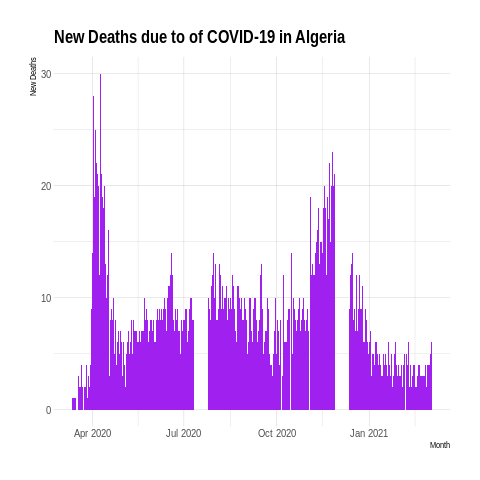 New Deaths due to of COVID-19 in Algeria
New Deaths
30
20
10
0
Apr 2020
Jul 2020
Oct 2020
Jan 2021
Month